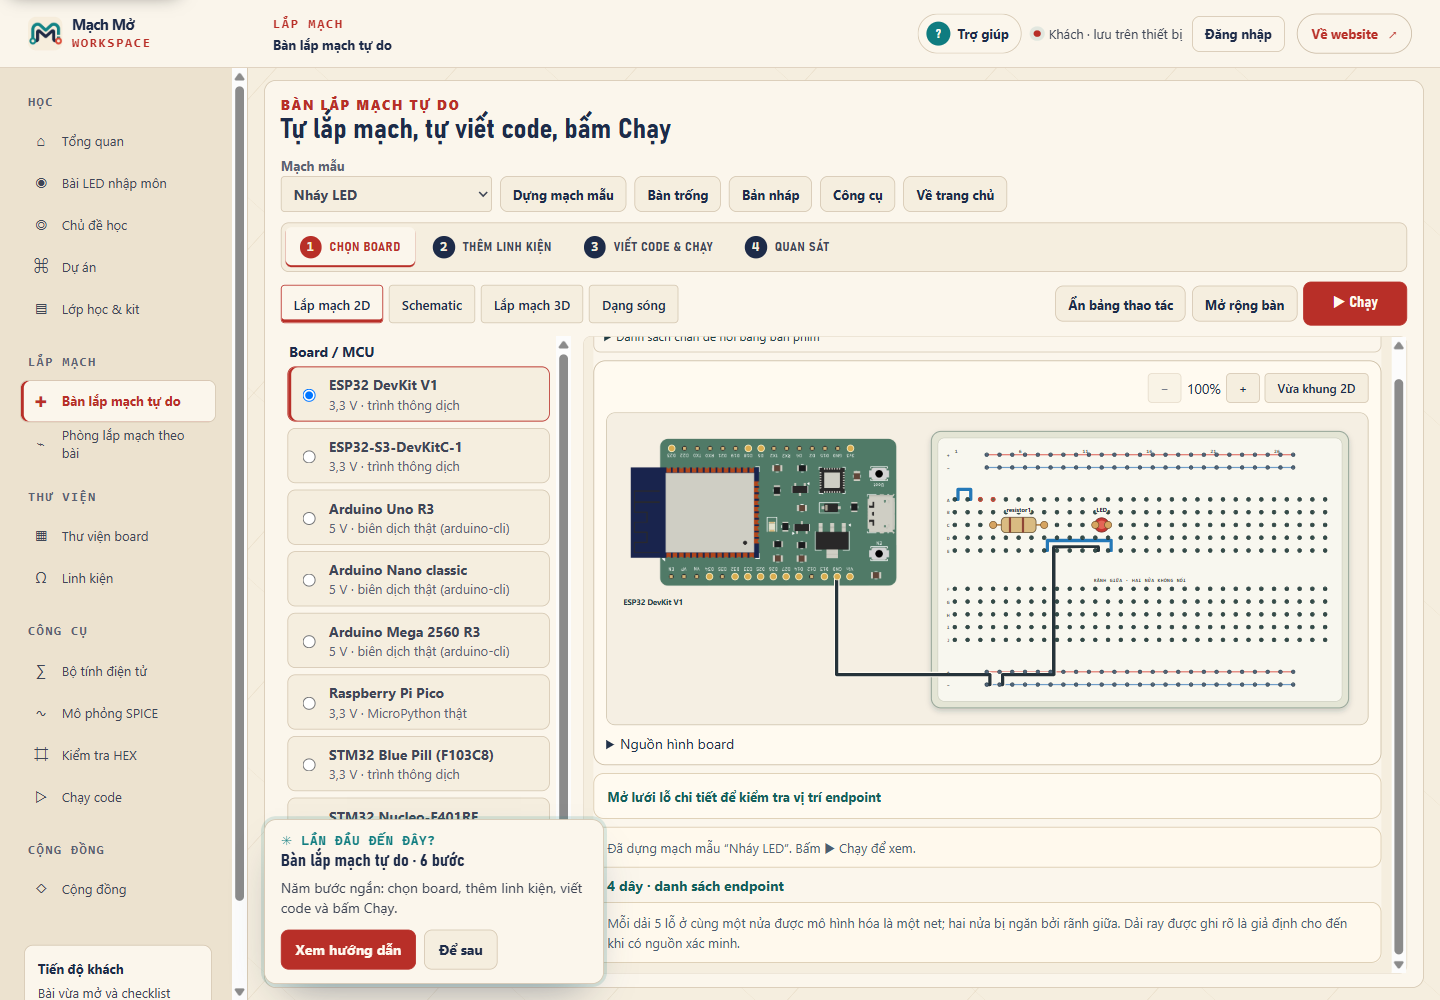 Mạch Mở
WORKSPACE
LẮP MẠCH
Bàn lắp mạch tự do
? Trợ giúp
Khách · lưu trên thiết bị
Đăng nhập
Về website ↗
HỌC
Tổng quan
Bài LED nhập môn
Chủ đề học
Dự án
Lớp học & kit
LẮP MẠCH
Bàn lắp mạch tự do
Phòng lắp mạch theo
bài
THƯ VIỆN
Thư viện board
Linh kiện
CÔNG CỤ
Bộ tính điện tử
Mô phỏng SPICE
Kiểm tra HEX
Chạy code
CỘNG ĐỒNG
Cộng đồng
Tiến độ khách
Bài vừa mở và checklist
BÀN LẮP MẠCH TỰ DO
Tự lắp mạch, tự viết code, bấm Chạy
Mạch mẫu
Nháy LED
Dựng mạch mẫu
Bàn trống
Bản nháp
Công cụ
Về trang chủ
1 CHỌN BOARD
2 THÊM LINH KIỆN
3 VIẾT CODE & CHẠY
4 QUAN SÁT
Lắp mạch 2D
Schematic
Lắp mạch 3D
Dạng sóng
Ẩn bảng thao tác
Mở rộng bàn
▶ Chạy
Board / MCU
ESP32 DevKit V1
3,3 V · trình thông dịch
ESP32-S3-DevKitC-1
3,3 V · trình thông dịch
Arduino Uno R3
5 V · biên dịch thật (arduino-cli)
Arduino Nano classic
5 V · biên dịch thật (arduino-cli)
Arduino Mega 2560 R3
5 V · biên dịch thật (arduino-cli)
Raspberry Pi Pico
3,3 V · MicroPython thật
STM32 Blue Pill (F103C8)
3,3 V · trình thông dịch
STM32 Nucleo-F401RE
▶ Danh sách chân để nối bằng bàn phím
− 100% +
Vừa khung 2D
resistor1
LED
RÃNH GIỮA - HAI NỬA KHÔNG NỐI
ESP32 DevKit V1
▶ Nguồn hình board
Mở lưới lỗ chi tiết để kiểm tra vị trí endpoint
Đã dựng mạch mẫu “Nháy LED”. Bấm ▶ Chạy để xem.
4 dây · danh sách endpoint
Mỗi dải 5 lỗ ở cùng một nửa được mô hình hóa là một net; hai nửa bị ngăn bởi rãnh giữa. Dải ray được ghi rõ là giả định cho đến
khi có nguồn xác minh.
✳ LẦN ĐẦU ĐẾN ĐÂY?
Bàn lắp mạch tự do · 6 bước
Năm bước ngắn: chọn board, thêm linh kiện, viết
code và bấm Chạy.
Xem hướng dẫn
Để sau